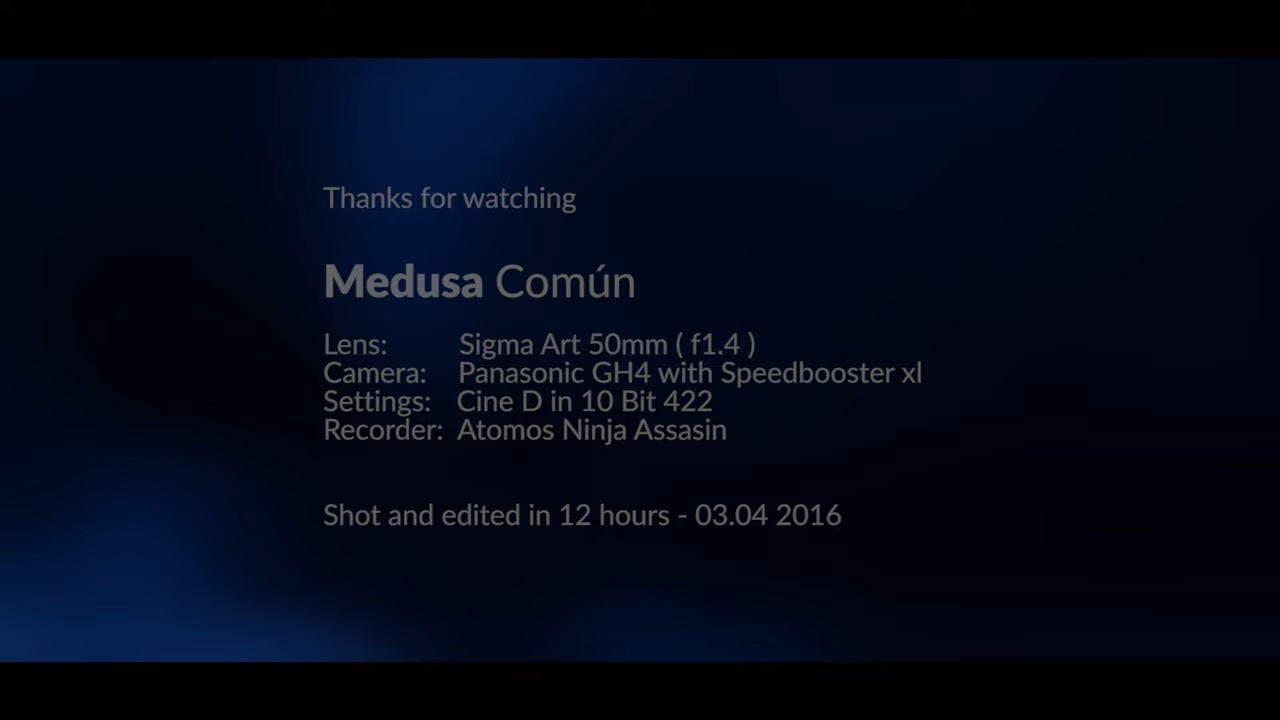 Thanks for watching
Medusa Común
Lens: Sigma Art 50mm ( f1.4 )
Camera: Panasonic GH4 with Speedbooster xl
Settings: Cine D in 10 Bit 422
Recorder: Atomos Ninja Assasin
Shot and edited in 12 hours - 03.04 2016